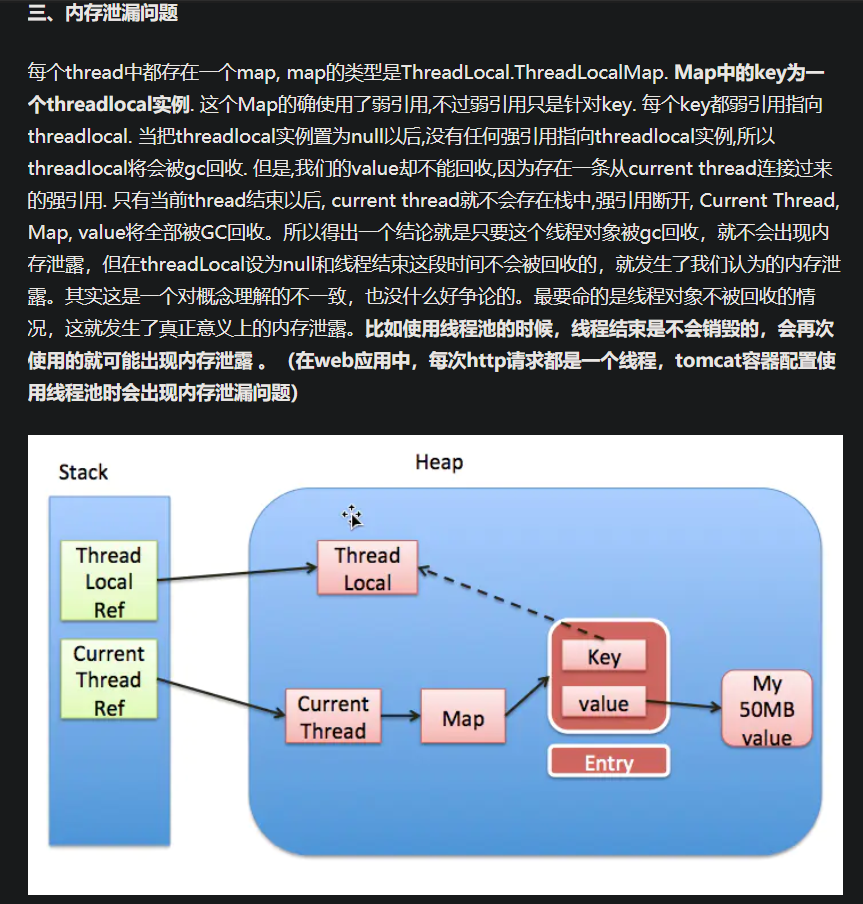 三、内存泄漏问题
每个thread中都存在一个map, map的类型是ThreadLocal.ThreadLocalMap. Map中的key为一
个threadlocal实例. 这个Map的确使用了弱引用,不过弱引用只是针对key. 每个key都弱引用指向
threadlocal. 当把threadlocal实例置为null以后,没有任何强引用指向threadlocal实例,所以
threadlocal将会被gc回收. 但是,我们的value却不能回收,因为存在一条从current thread连接过来
的强引用. 只有当前thread结束以后, current thread就不会存在栈中,强引用断开, Current Thread,
Map, value将全部被GC回收。所以得出一个结论就是只要这个线程对象被gc回收，就不会出现内
存泄露，但在threadLocal设为null和线程结束这段时间不会被回收的，就发生了我们认为的内存泄
露。其实这是一个对概念理解的不一致，也没什么好争论的。最要命的是线程对象不被回收的情
况，这就发生了真正意义上的内存泄露。比如使用线程池的时候，线程结束是不会销毁的，会再次
使用的就可能出现内存泄露 。（在web应用中，每次http请求都是一个线程，tomcat容器配置使
用线程池时会出现内存泄漏问题）
Stack
Heap
Thread
Local
Ref
Thread
Local
Current
Thread
Ref
Current
Thread
Map
Key
value
Entry
My
50MB
value